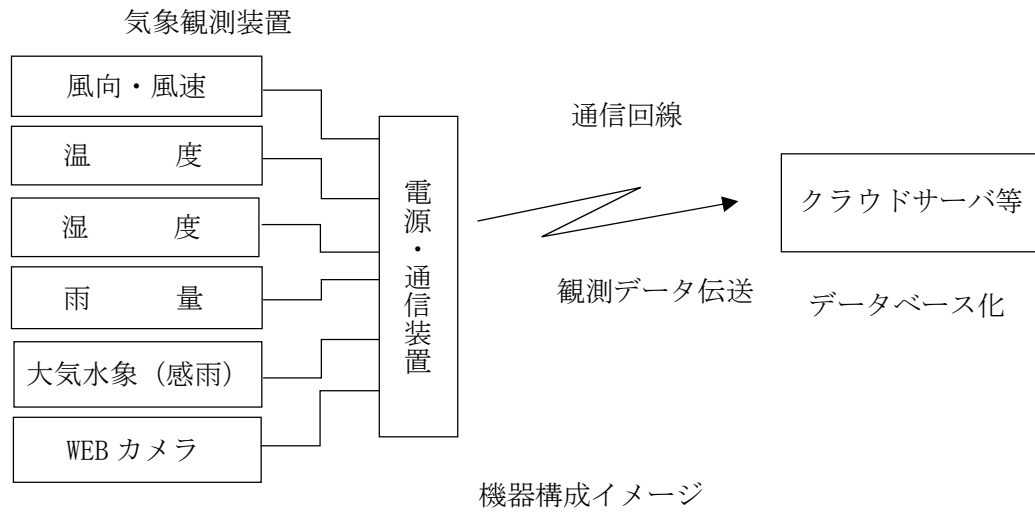 気象観測装置
風向・風速
温　　　度
湿　　　度
雨　　　量
大気水象（感雨）
WEB カメラ
電源・通信装置
通信回線
観測データ伝送
クラウドサーバ等
データベース化
機器構成イメージ